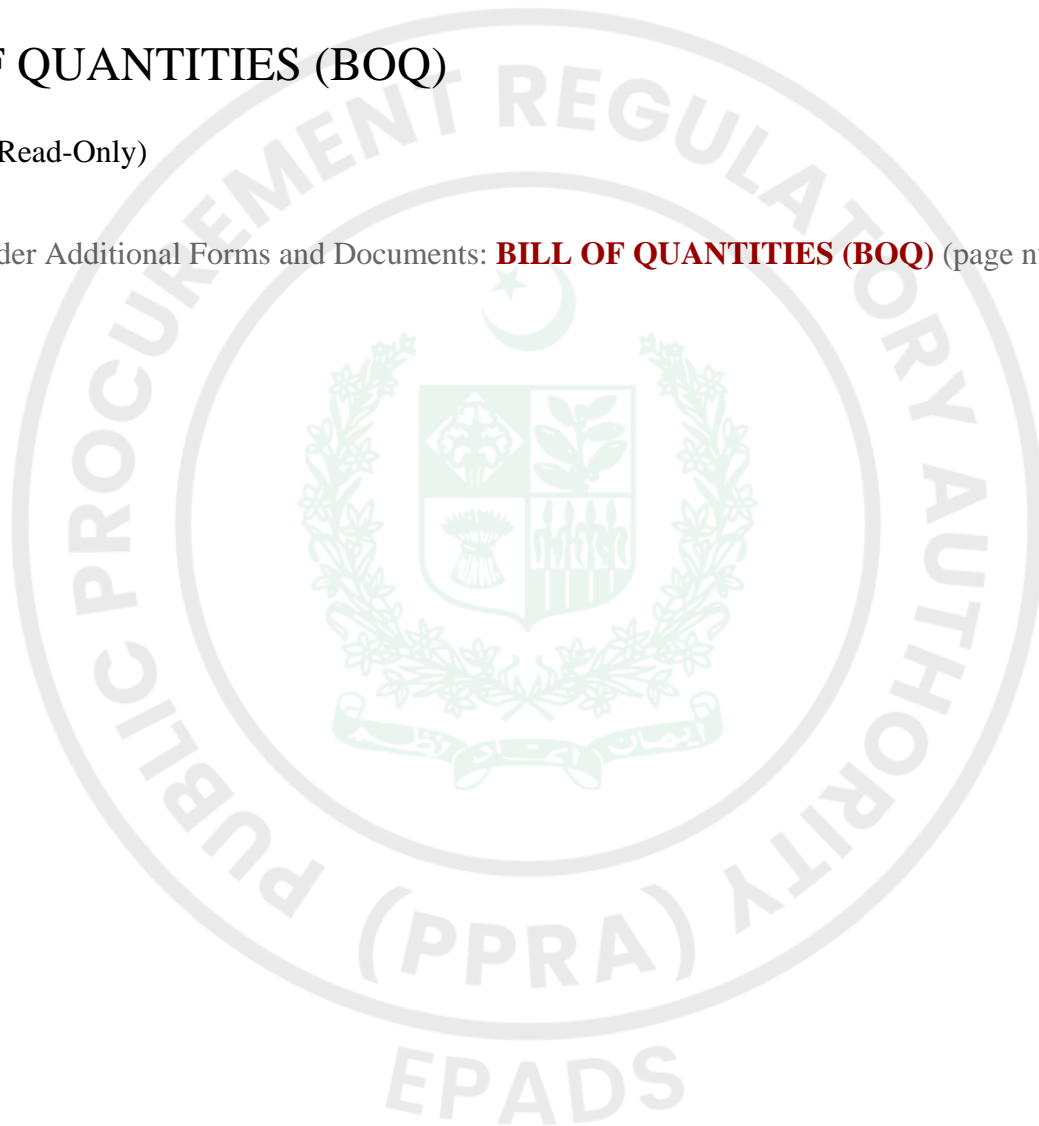 F QUANTITIES (BOQ)
Read-Only)
der Additional Forms and Documents: BILL OF QUANTITIES (BOQ) (page n
PUBLIC PROCUREMENT REGULATORY AUTHORITY
(PPRA)
EPADS